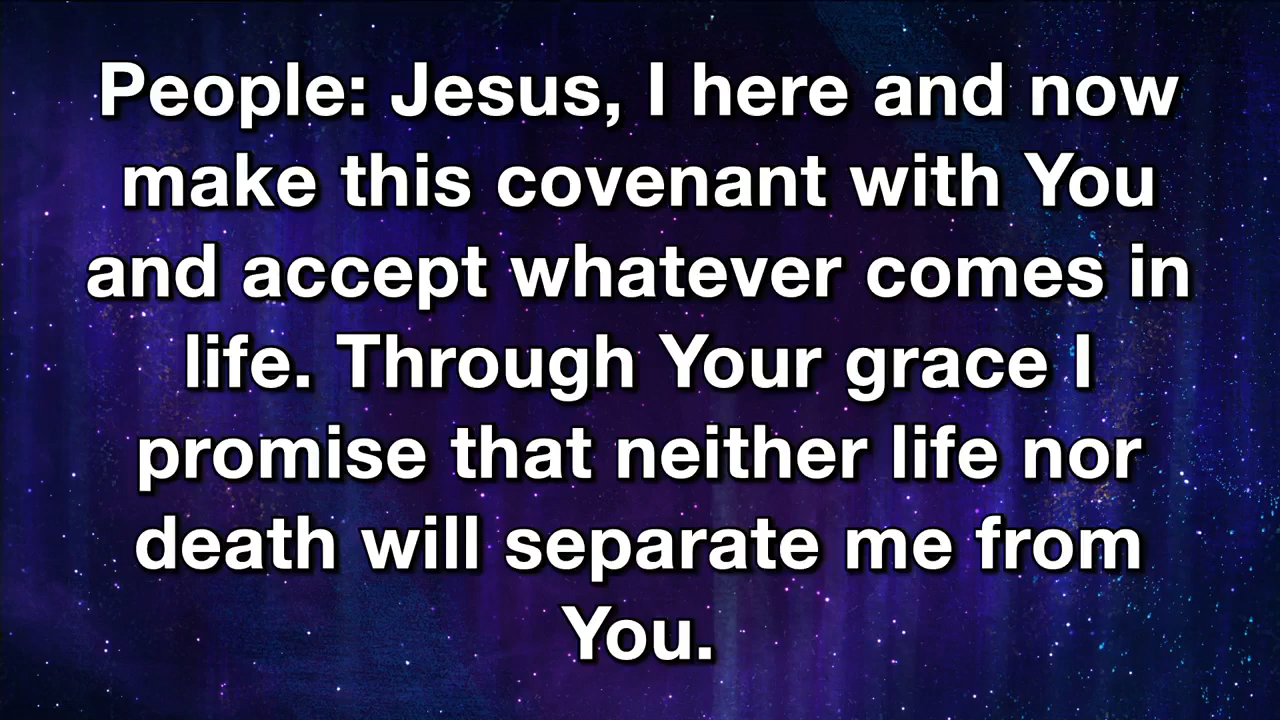 People: Jesus, I here and now
make this covenant with You
and accept whatever comes in
life. Through Your grace I
promise that neither life nor
death will separate me from
You.